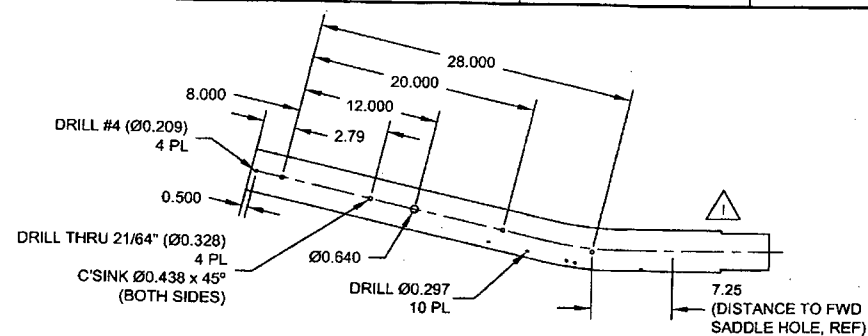 28.000
20.000
8.000
12.000
2.79
DRILL #4 (Ø0.209)
4 PL
0.500
DRILL THRU 21/64" (Ø0.328)
4 PL
C'SINK Ø0.438 x 45º
(BOTH SIDES)
Ø0.640
DRILL Ø0.297
10 PL
1
7.25
(DISTANCE TO FWD
SADDLE HOLE, REF)